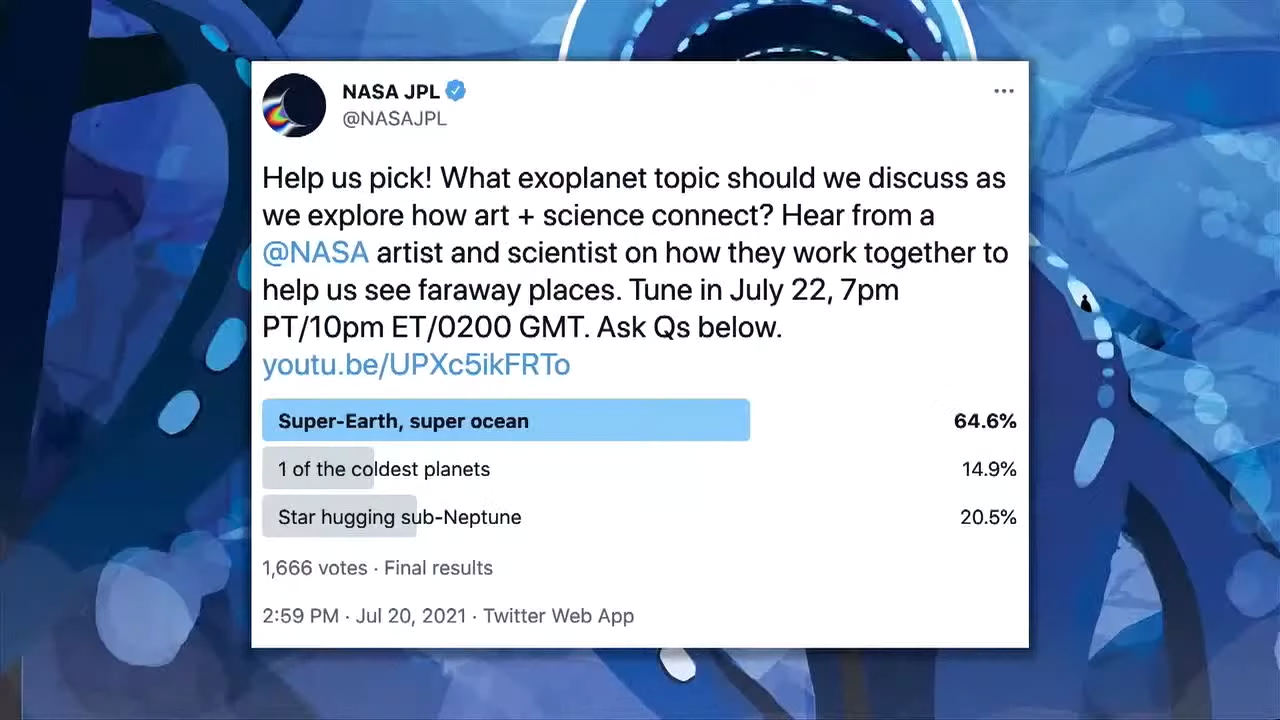 NASA JPL
@NASAJPL
Help us pick! What exoplanet topic should we discuss as
we explore how art + science connect? Hear from a
@NASA artist and scientist on how they work together to
help us see faraway places. Tune in July 22, 7pm
PT/10pm ET/0200 GMT. Ask Qs below.
youtu.be/UPXc5ikFRTo
Super-Earth, super ocean 64.6%
1 of the coldest planets 14.9%
Star hugging sub-Neptune 20.5%
1,666 votes · Final results
2:59 PM · Jul 20, 2021 · Twitter Web App